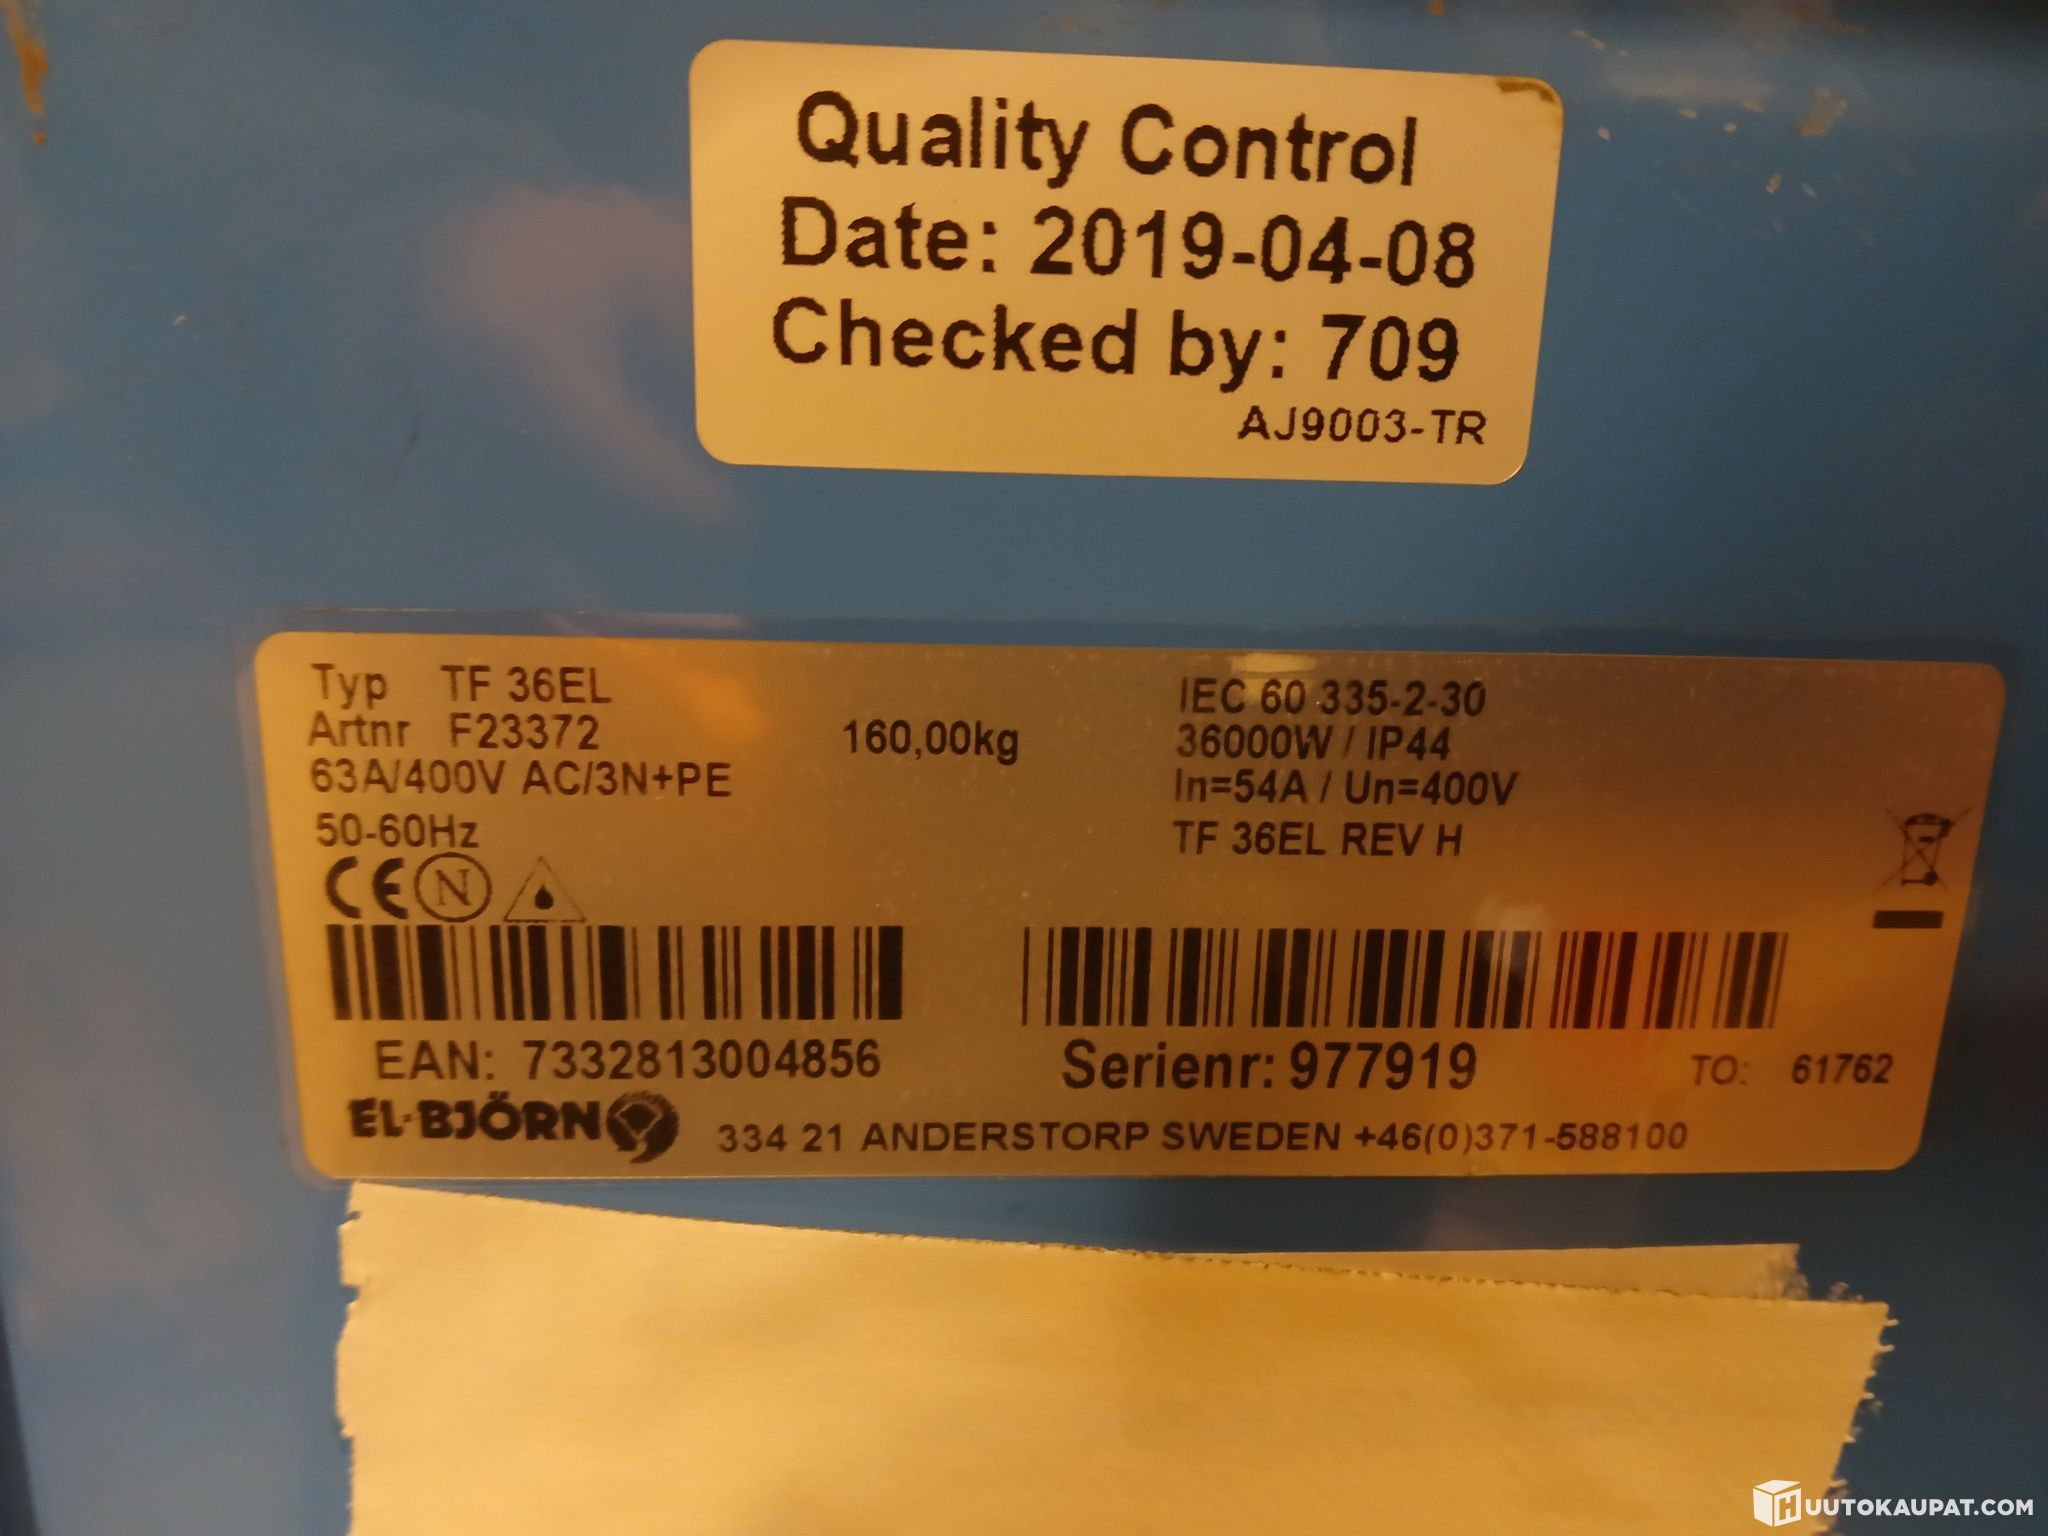 Quality Control
Date: 2019-04-08
Checked by: 709
AJ9003-TR
Typ TF 36EL
Artnr F23372
63A/400V AC/3N+PE
50-60Hz
160,00kg
IEC 60 335-2-30
36000W / IP44
In=54A / Un=400V
TF 36EL REV H
CE N
EAN: 7332813004856
Serienr: 977919
TO: 61762
EL-BJÖRN
334 21 ANDERSTORP SWEDEN +46(0)371-588100
HUUTOKAUPAT.COM